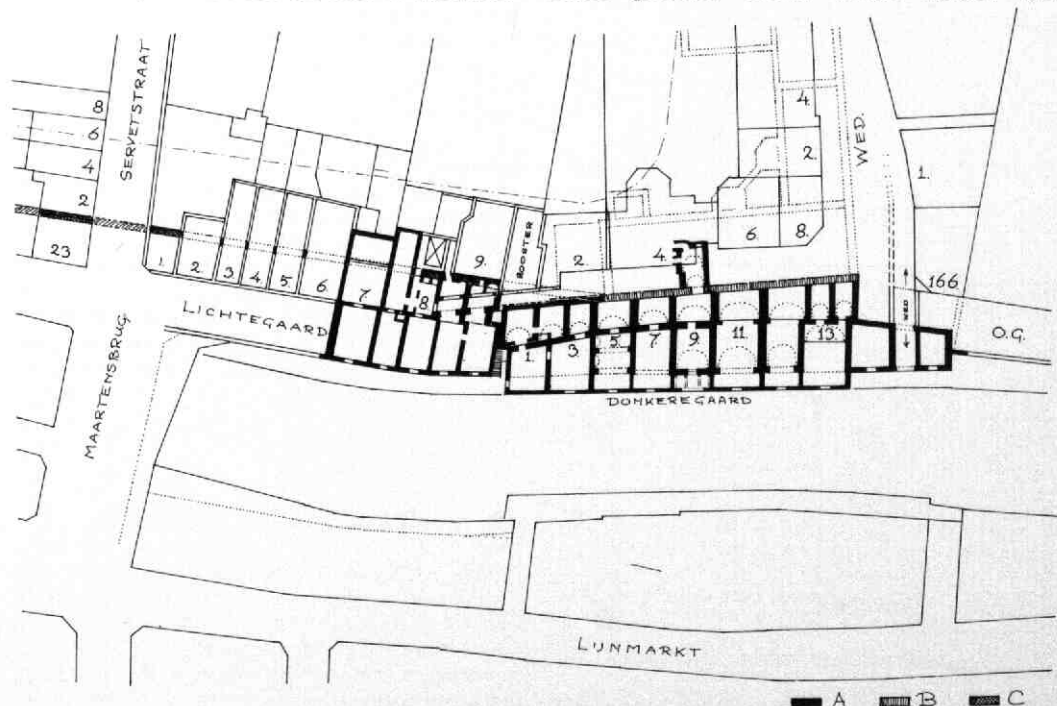 SERVETSTRAAT
8
6
4
2
23
1.
2.
3
4
5.
6.
7.
8
9.
ROOSTER
2.
4.
6.
8.
4.
2.
WED.
1.
166.
WED
O.G.
LICHTEGAARD
1.
3.
5.
7.
9.
11.
13.
DONKEREGAARD
MAARTENSBRUG.
LIJNMARKT
A B C